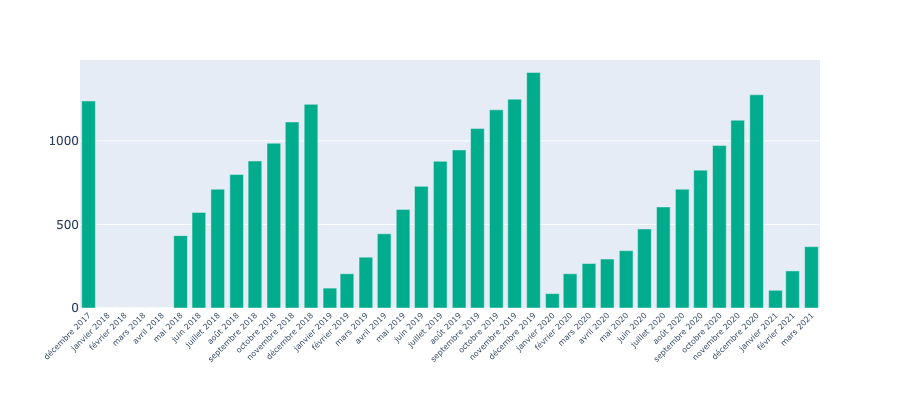 1000
500
0
décembre 2017
janvier 2018
février 2018
mars 2018
avril 2018
mai 2018
juin 2018
juillet 2018
août 2018
septembre 2018
octobre 2018
novembre 2018
décembre 2018
janvier 2019
février 2019
mars 2019
avril 2019
mai 2019
juin 2019
juillet 2019
août 2019
septembre 2019
octobre 2019
novembre 2019
décembre 2019
janvier 2020
février 2020
mars 2020
avril 2020
mai 2020
juin 2020
juillet 2020
août 2020
septembre 2020
octobre 2020
novembre 2020
décembre 2020
janvier 2021
février 2021
mars 2021